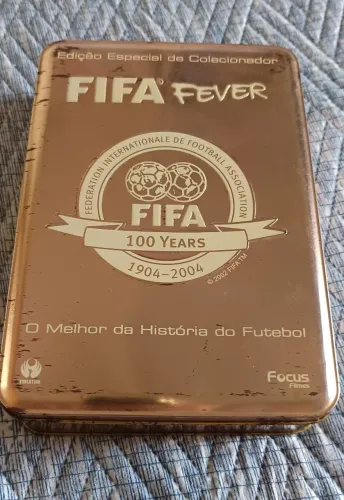 Edição Especial de Colecionador
FIFA® FEVER
FEDERATION INTERNATIONALE DE FOOTBALL ASSOCIATION
FIFA
100 YEARS
1904-2004
© 2002 FIFA TM
O Melhor da História do Futebol
EVOLUTION
Focus
Filmes